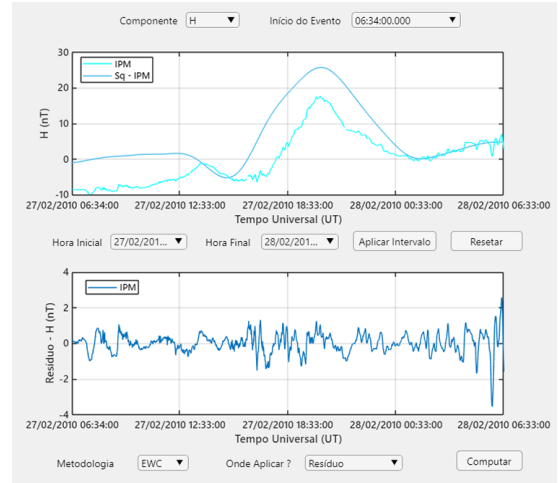 Componente H Início do Evento 06:34:00.000
30
20
10
0
-10
H (nT)
IPM
Sq - IPM
27/02/2010 06:34:00 27/02/2010 12:33:00 27/02/2010 18:33:00 28/02/2010 00:33:00 28/02/2010 06:33:00
Tempo Universal (UT)
Hora Inicial 27/02/201... Hora Final 28/02/201... Aplicar Intervalo Resetar
4
2
0
-2
-4
Resíduo - H (nT)
IPM
27/02/2010 06:34:00 27/02/2010 12:33:00 27/02/2010 18:33:00 28/02/2010 00:33:00 28/02/2010 06:33:00
Tempo Universal (UT)
Metodologia EWC Onde Aplicar ? Resíduo Computar